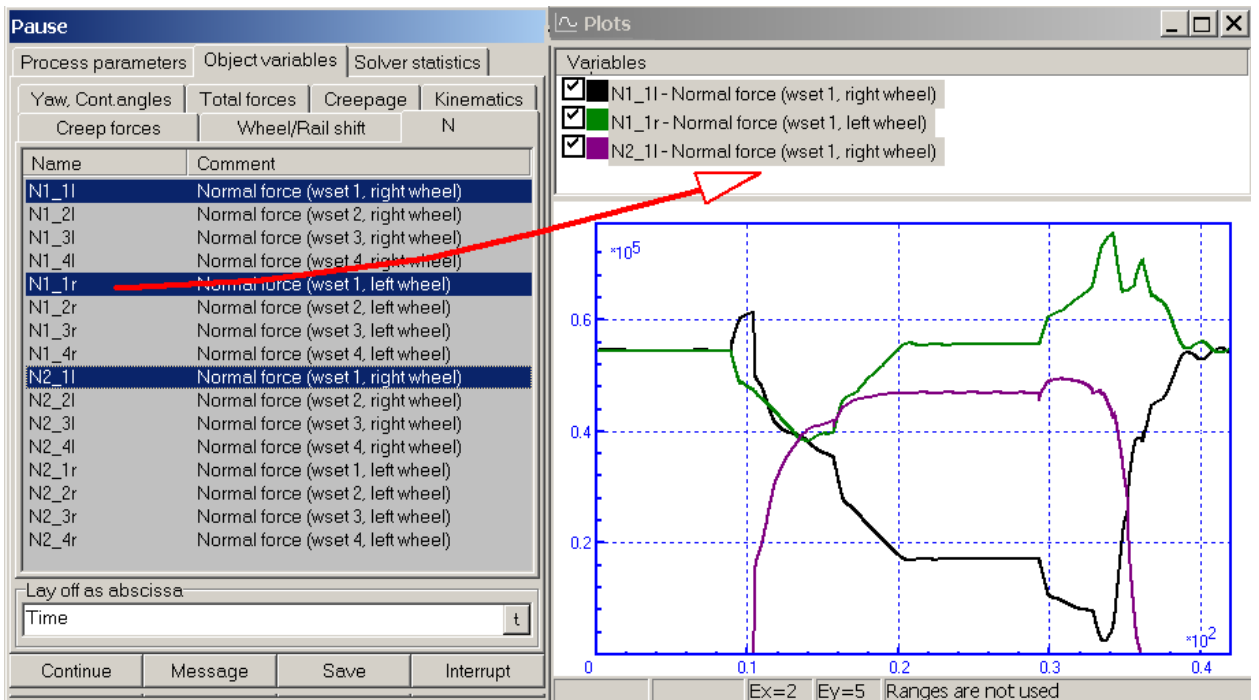 Pause
Process parameters Object variables Solver statistics
Yaw, Cont.angles Total forces Creepage Kinematics
Creep forces Wheel/Rail shift N
Name Comment
N1_1l Normal force (wset 1, right wheel)
N1_2l Normal force (wset 2, right wheel)
N1_3l Normal force (wset 3, right wheel)
N1_4l Normal force (wset 4, right wheel)
N1_1r Normal force (wset 1, left wheel)
N1_2r Normal force (wset 2, left wheel)
N1_3r Normal force (wset 3, left wheel)
N1_4r Normal force (wset 4, left wheel)
N2_1l Normal force (wset 1, right wheel)
N2_2l Normal force (wset 2, right wheel)
N2_3l Normal force (wset 3, right wheel)
N2_4l Normal force (wset 4, right wheel)
N2_1r Normal force (wset 1, left wheel)
N2_2r Normal force (wset 2, left wheel)
N2_3r Normal force (wset 3, left wheel)
N2_4r Normal force (wset 4, left wheel)
Lay off as abscissa
Time t
Continue Message Save Interrupt
Plots
Variables
N1_1l - Normal force (wset 1, right wheel)
N1_1r - Normal force (wset 1, left wheel)
N2_1l - Normal force (wset 1, right wheel)
*10^5
0.6
0.4
0.2
*10^2
0 0.1 0.2 0.3 0.4
Ex=2 Ey=5 Ranges are not used